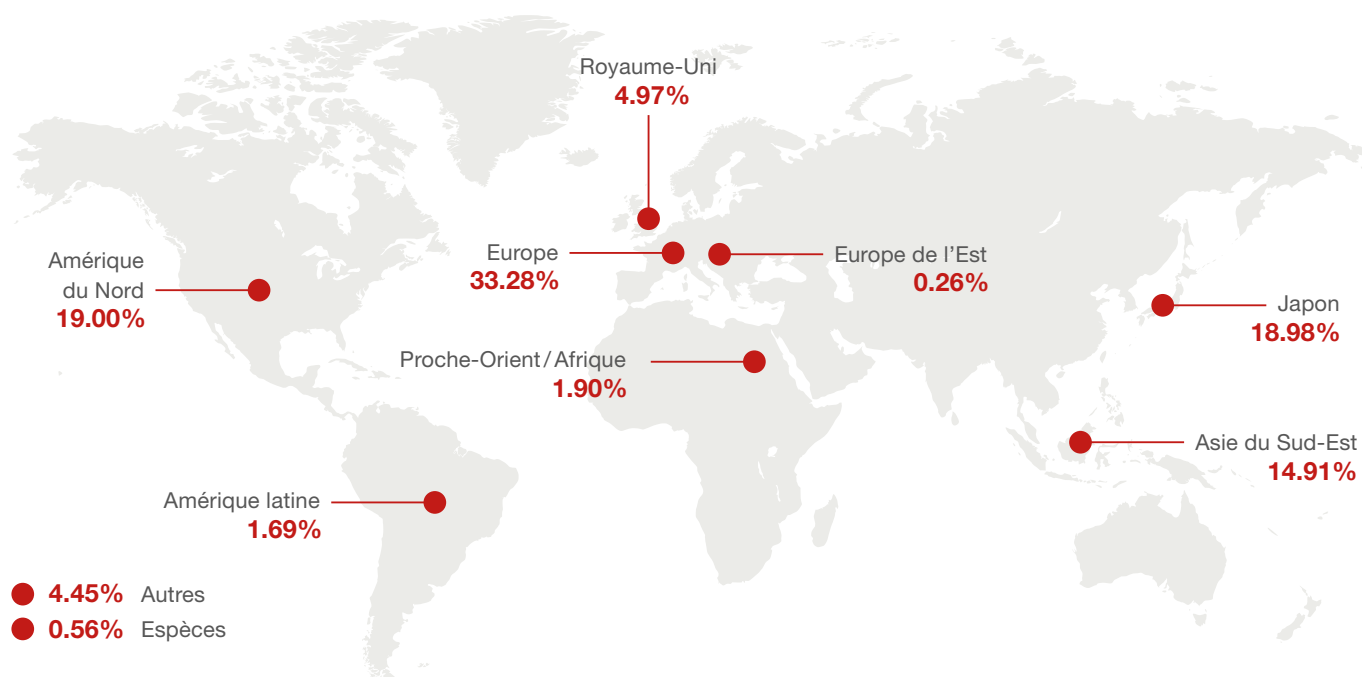 Royaume-Uni
4.97%
Europe
33.28%
Europe de l’Est
0.26%
Amérique
du Nord
19.00%
Japon
18.98%
Proche-Orient / Afrique
1.90%
Asie du Sud-Est
14.91%
Amérique latine
1.69%
4.45% Autres
0.56% Espèces